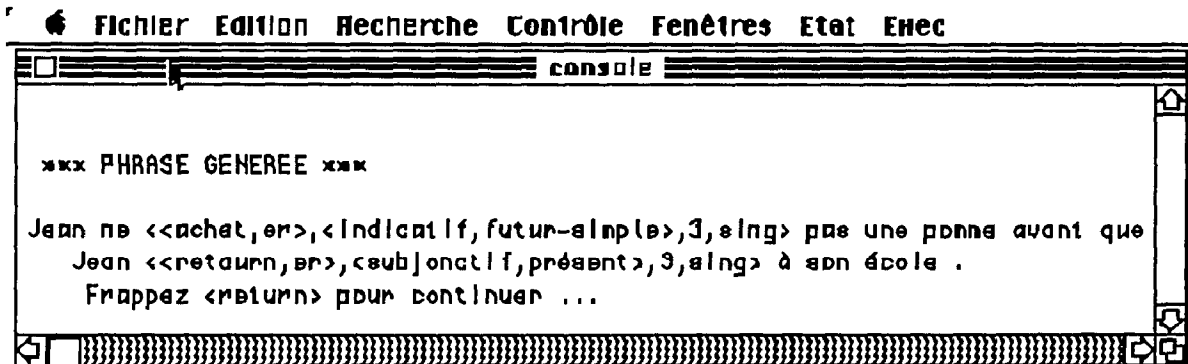 Fichier Edition Recherche Contrôle Fenêtres Etat Exec
console
*** PHRASE GENEREE ***
Jean ne <<achet,er>,<indicatif,futur-simple>,3,sing> pas une pomme avant que
Jean <<retourn,er>,<subjonctif,présent>,3,sing> à son école .
Frappez <return> pour continuer ...